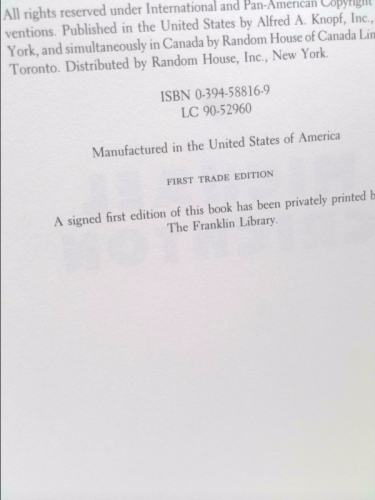 All rights reserved under International and Pan-American Copyright
ventions. Published in the United States by Alfred A. Knopf, Inc.,
York, and simultaneously in Canada by Random House of Canada Lim
Toronto. Distributed by Random House, Inc., New York.
ISBN 0-394-58816-9
LC 90-52960
Manufactured in the United States of America
FIRST TRADE EDITION
A signed first edition of this book has been privately printed b
The Franklin Library.